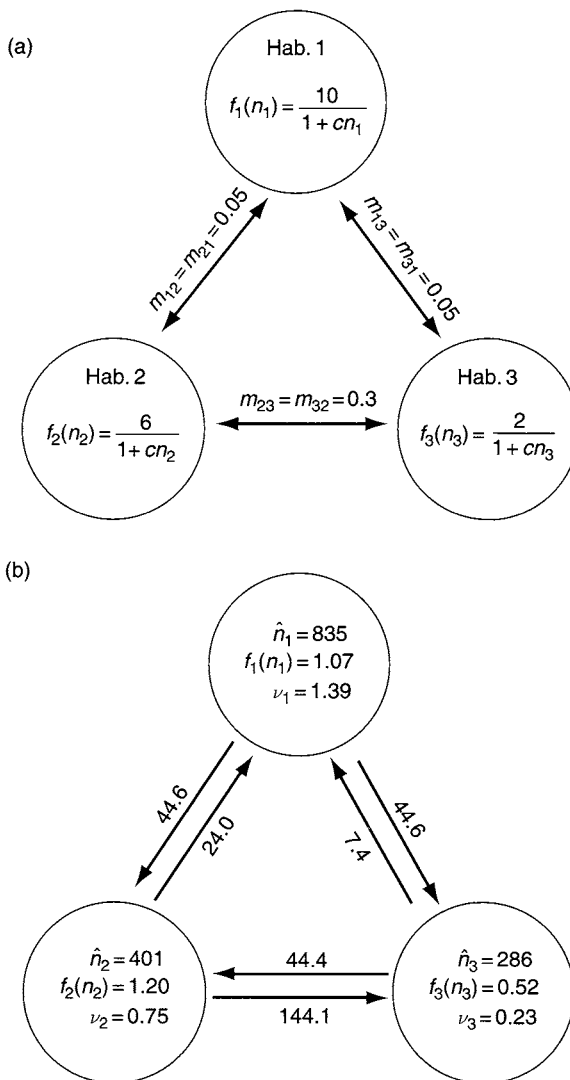 (a)
Hab. 1
f₁(n₁) = 10 / (1 + cn₁)
m₁₂ = m₂₁ = 0.05
m₁₃ = m₃₁ = 0.05
Hab. 2
f₂(n₂) = 6 / (1 + cn₂)
m₂₃ = m₃₂ = 0.3
Hab. 3
f₃(n₃) = 2 / (1 + cn₃)
(b)
n̂₁ = 835
f₁(n₁) = 1.07
ν₁ = 1.39
44.6
24.0
7.4
44.6
n̂₂ = 401
f₂(n₂) = 1.20
ν₂ = 0.75
44.4
144.1
n̂₃ = 286
f₃(n₃) = 0.52
ν₃ = 0.23